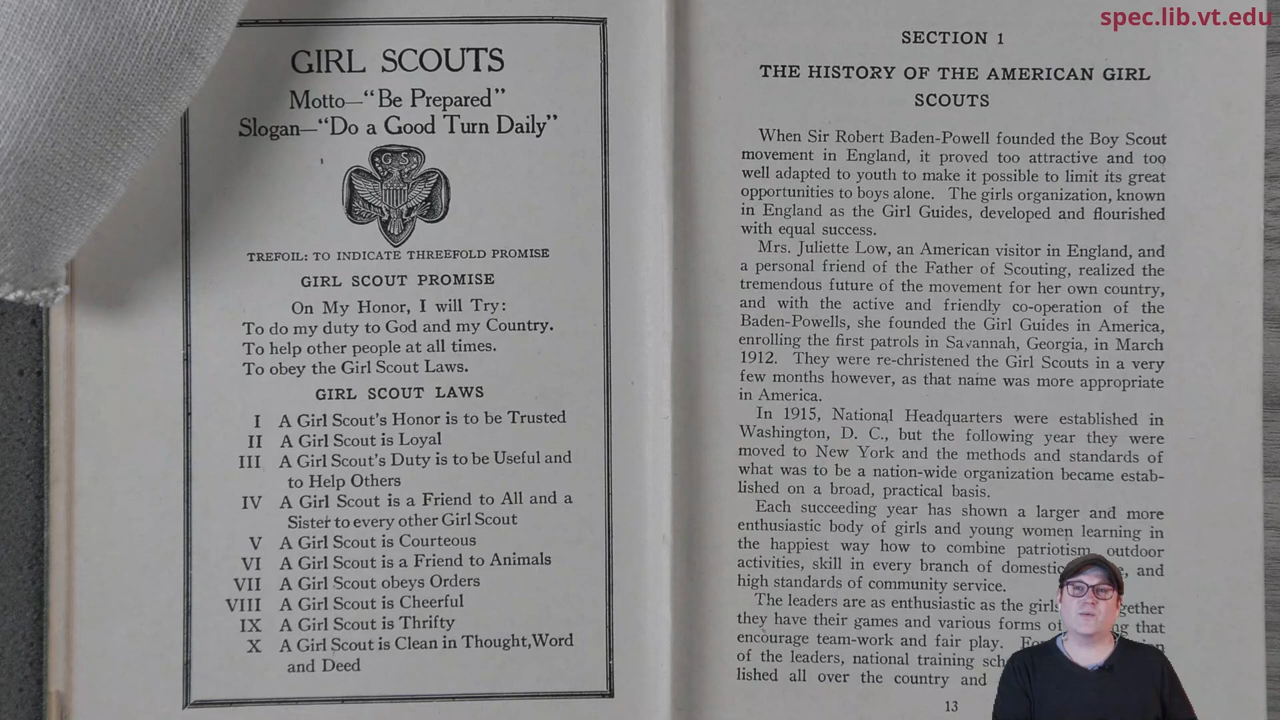 spec.lib.vt.edu
GIRL SCOUTS
Motto—“Be Prepared”
Slogan—“Do a Good Turn Daily”
G S
TREFOIL: TO INDICATE THREEFOLD PROMISE
GIRL SCOUT PROMISE
On My Honor, I will Try:
To do my duty to God and my Country.
To help other people at all times.
To obey the Girl Scout Laws.
GIRL SCOUT LAWS
I A Girl Scout’s Honor is to be Trusted
II A Girl Scout is Loyal
III A Girl Scout’s Duty is to be Useful and
to Help Others
IV A Girl Scout is a Friend to All and a
Sister to every other Girl Scout
V A Girl Scout is Courteous
VI A Girl Scout is a Friend to Animals
VII A Girl Scout obeys Orders
VIII A Girl Scout is Cheerful
IX A Girl Scout is Thrifty
X A Girl Scout is Clean in Thought,Word
and Deed
SECTION 1
THE HISTORY OF THE AMERICAN GIRL
SCOUTS
When Sir Robert Baden-Powell founded the Boy Scout
movement in England, it proved too attractive and too
well adapted to youth to make it possible to limit its great
opportunities to boys alone. The girls organization, known
in England as the Girl Guides, developed and flourished
with equal success.
Mrs. Juliette Low, an American visitor in England, and
a personal friend of the Father of Scouting, realized the
tremendous future of the movement for her own country,
and with the active and friendly co-operation of the
Baden-Powells, she founded the Girl Guides in America,
enrolling the first patrols in Savannah, Georgia, in March
1912. They were re-christened the Girl Scouts in a very
few months however, as that name was more appropriate
in America.
In 1915, National Headquarters were established in
Washington, D. C., but the following year they were
moved to New York and the methods and standards of
what was to be a nation-wide organization became estab-
lished on a broad, practical basis.
Each succeeding year has shown a larger and more
enthusiastic body of girls and young women learning in
the happiest way how to combine patriotism, outdoor
activities, skill in every branch of domestic and
high standards of community service.
The leaders are as enthusiastic as the girls
they have their games and various forms of that
encourage team-work and fair play.
of the leaders, national training
lished all over the country and
13